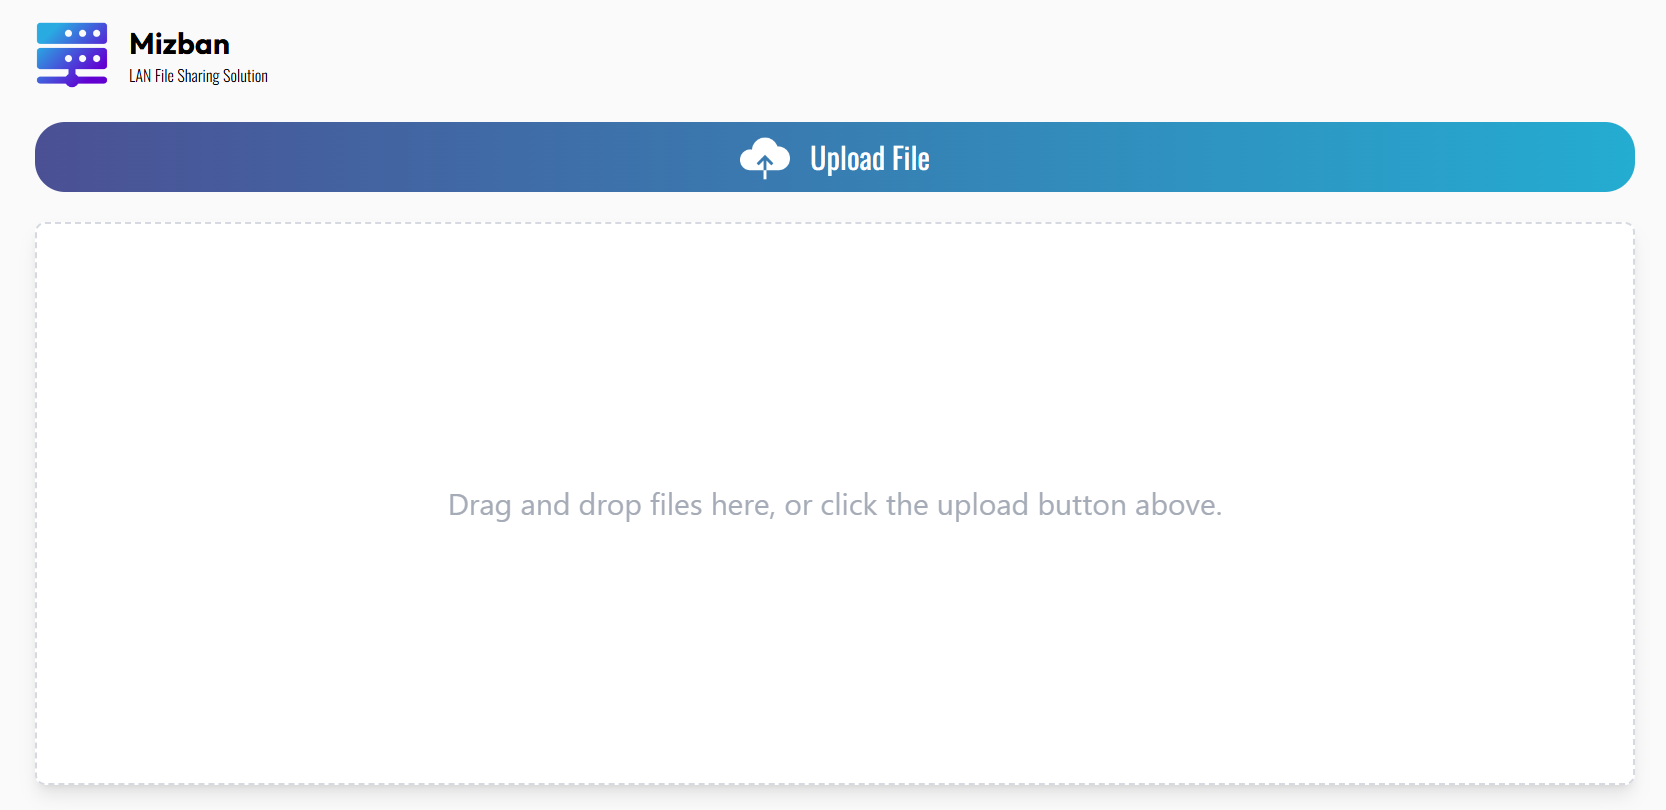 Mizban
LAN File Sharing Solution
Upload File
Drag and drop files here, or click the upload button above.